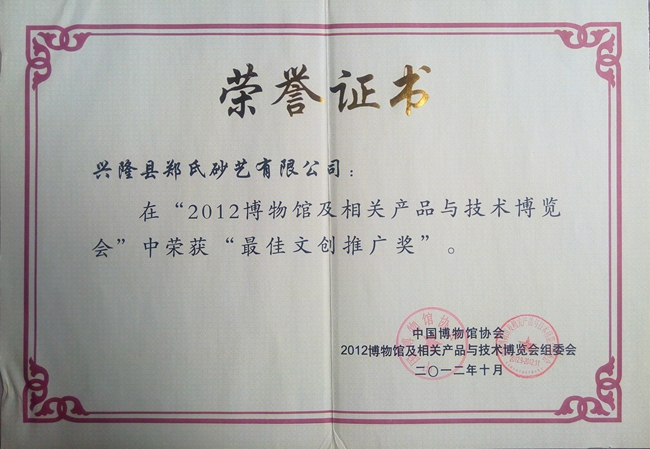 荣誉证书
兴隆县郑氏砂艺有限公司：
在“2012博物馆及相关产品与技术博览
会”中荣获“最佳文创推广奖”。
中国博物馆协会
2012博物馆及相关产品与技术博览会组委会
二〇一二年十月